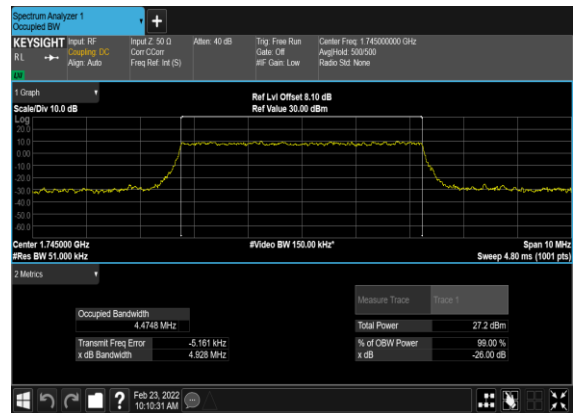 Spectrum Analyzer 1
Occupied BW
KEYSIGHT Input: RF Input Z: 50 Ω Atten: 40 dB Trig: Free Run Center Freq: 1.745000000 GHz
RL Coupling: DC Corr CCorr Gate: Off Avg|Hold: 500/500
Align: Auto Freq Ref: Int (S) #IF Gain: Low Radio Std: None
1 Graph
Ref Lvl Offset 8.10 dB
Scale/Div 10.0 dB Ref Value 30.00 dBm
Log
20.0
10.0
0.00
-10.0
-20.0
-30.0
-40.0
-50.0
-60.0
Center 1.745000 GHz #Video BW 150.00 kHz* Span 10 MHz
#Res BW 51.000 kHz Sweep 4.80 ms (1001 pts)
2 Metrics
Measure Trace Trace 1
Occupied Bandwidth
4.4748 MHz Total Power 27.2 dBm
Transmit Freq Error -5.161 kHz % of OBW Power 99.00 %
x dB Bandwidth 4.928 MHz x dB -26.00 dB
? Feb 23, 2022
10:10:31 AM